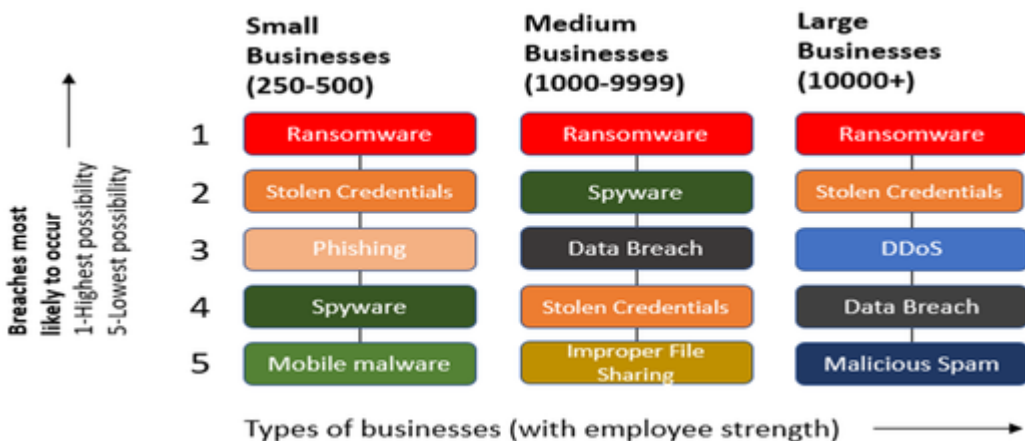 Small
Businesses
(250-500)
Medium
Businesses
(1000-9999)
Large
Businesses
(10000+)
Breaches most
likely to occur
1-Highest possibility
5-Lowest possibility
1
Ransomware
Ransomware
Ransomware
2
Stolen Credentials
Spyware
Stolen Credentials
3
Phishing
Data Breach
DDoS
4
Spyware
Stolen Credentials
Data Breach
5
Mobile malware
Improper File
Sharing
Malicious Spam
Types of businesses (with employee strength)